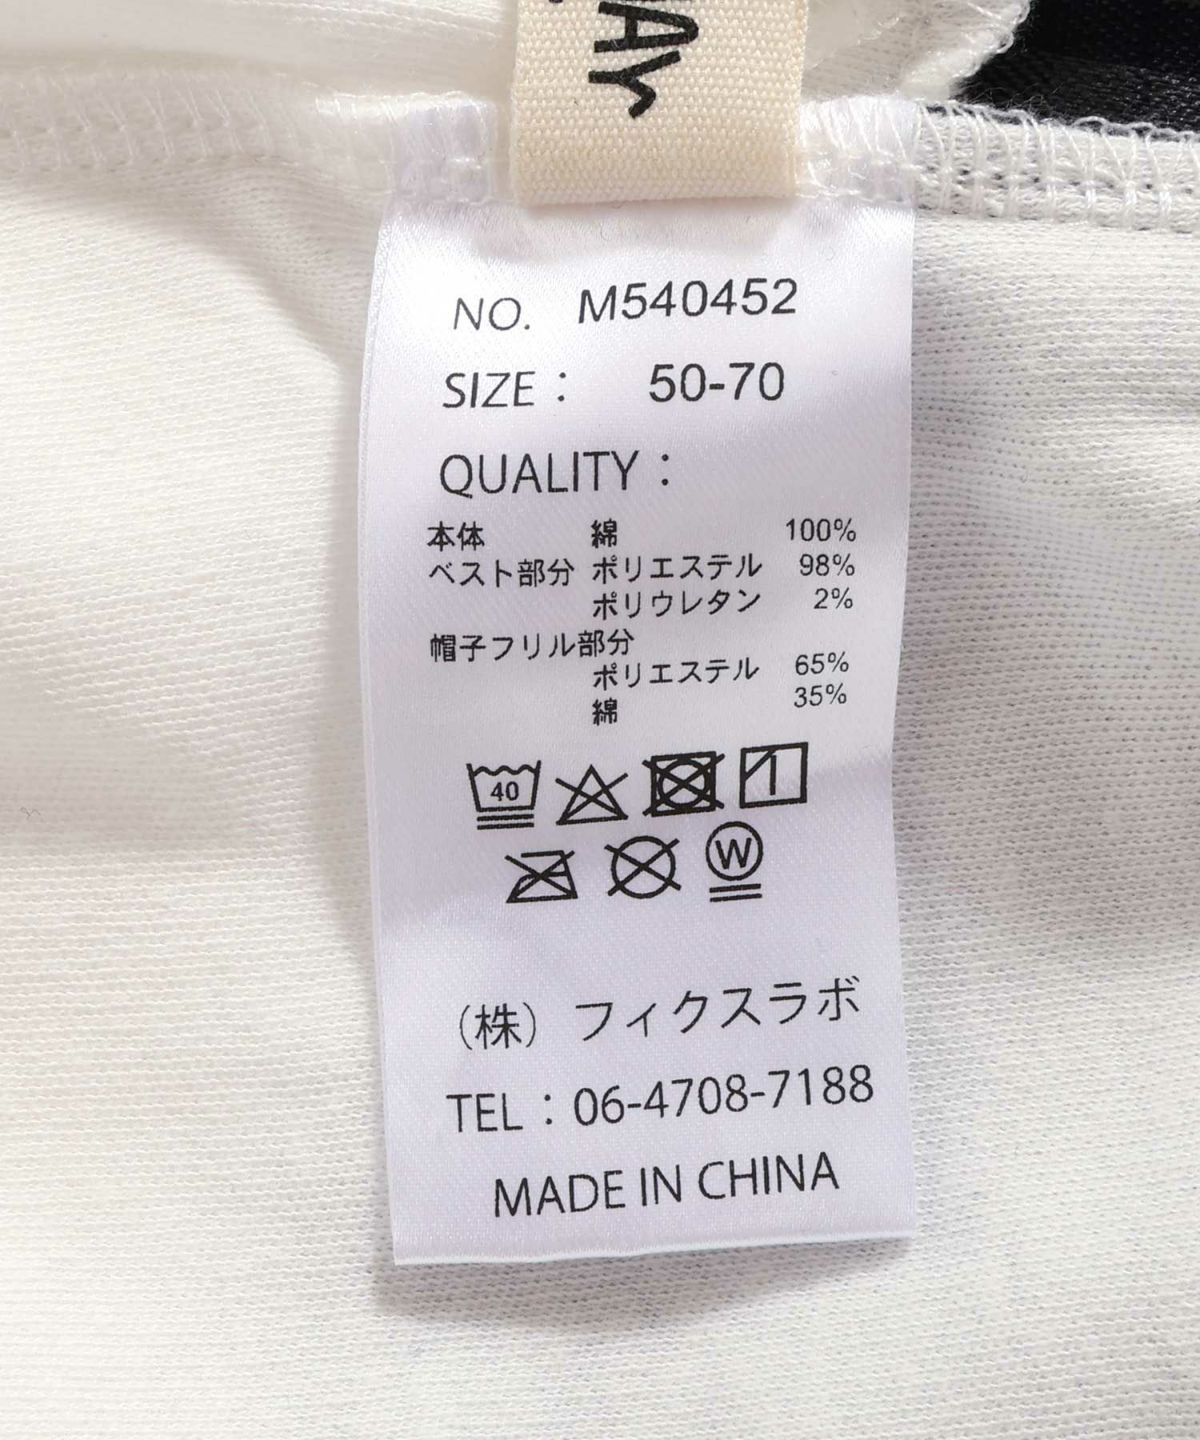 NO. M540452
SIZE： 50-70
QUALITY：
本体 綿 100%
ベスト部分 ポリエステル 98%
ポリウレタン 2%
帽子フリル部分
ポリエステル 65%
綿 35%
40
W
（株）フィクスラボ
TEL：06-4708-7188
MADE IN CHINA